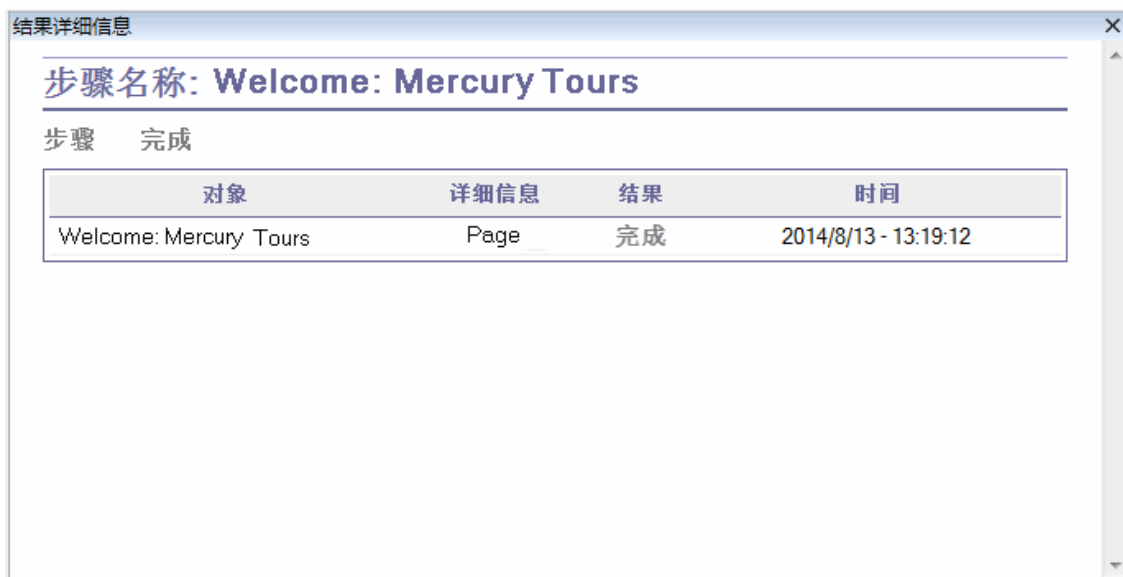 结果详细信息
步骤名称: Welcome: Mercury Tours
步骤 完成
对象 详细信息 结果 时间
Welcome: Mercury Tours Page 完成 2014/8/13 - 13:19:12